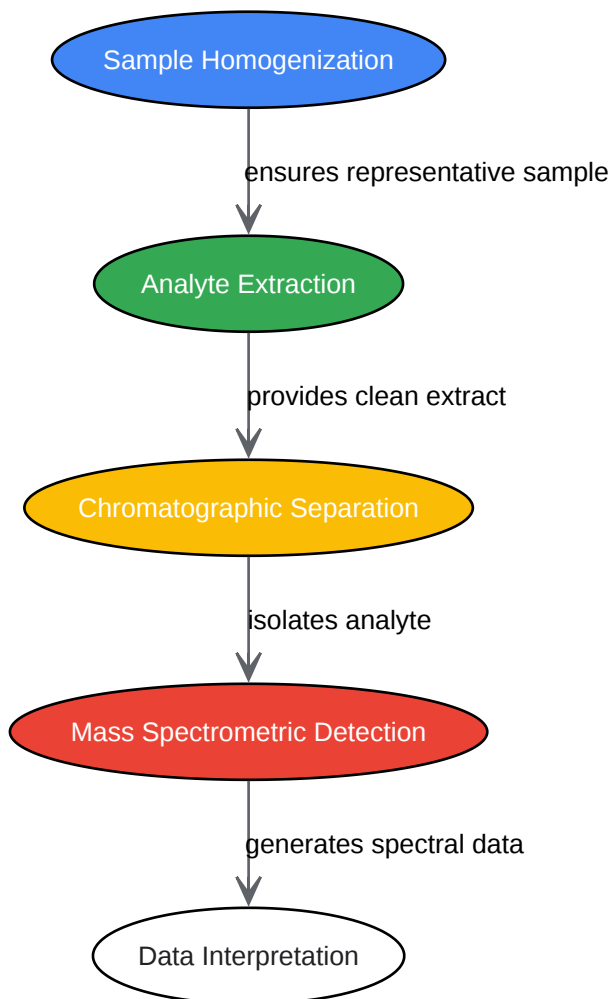 Sample Homogenization
ensures representative sample
Analyte Extraction
provides clean extract
Chromatographic Separation
isolates analyte
Mass Spectrometric Detection
generates spectral data
Data Interpretation